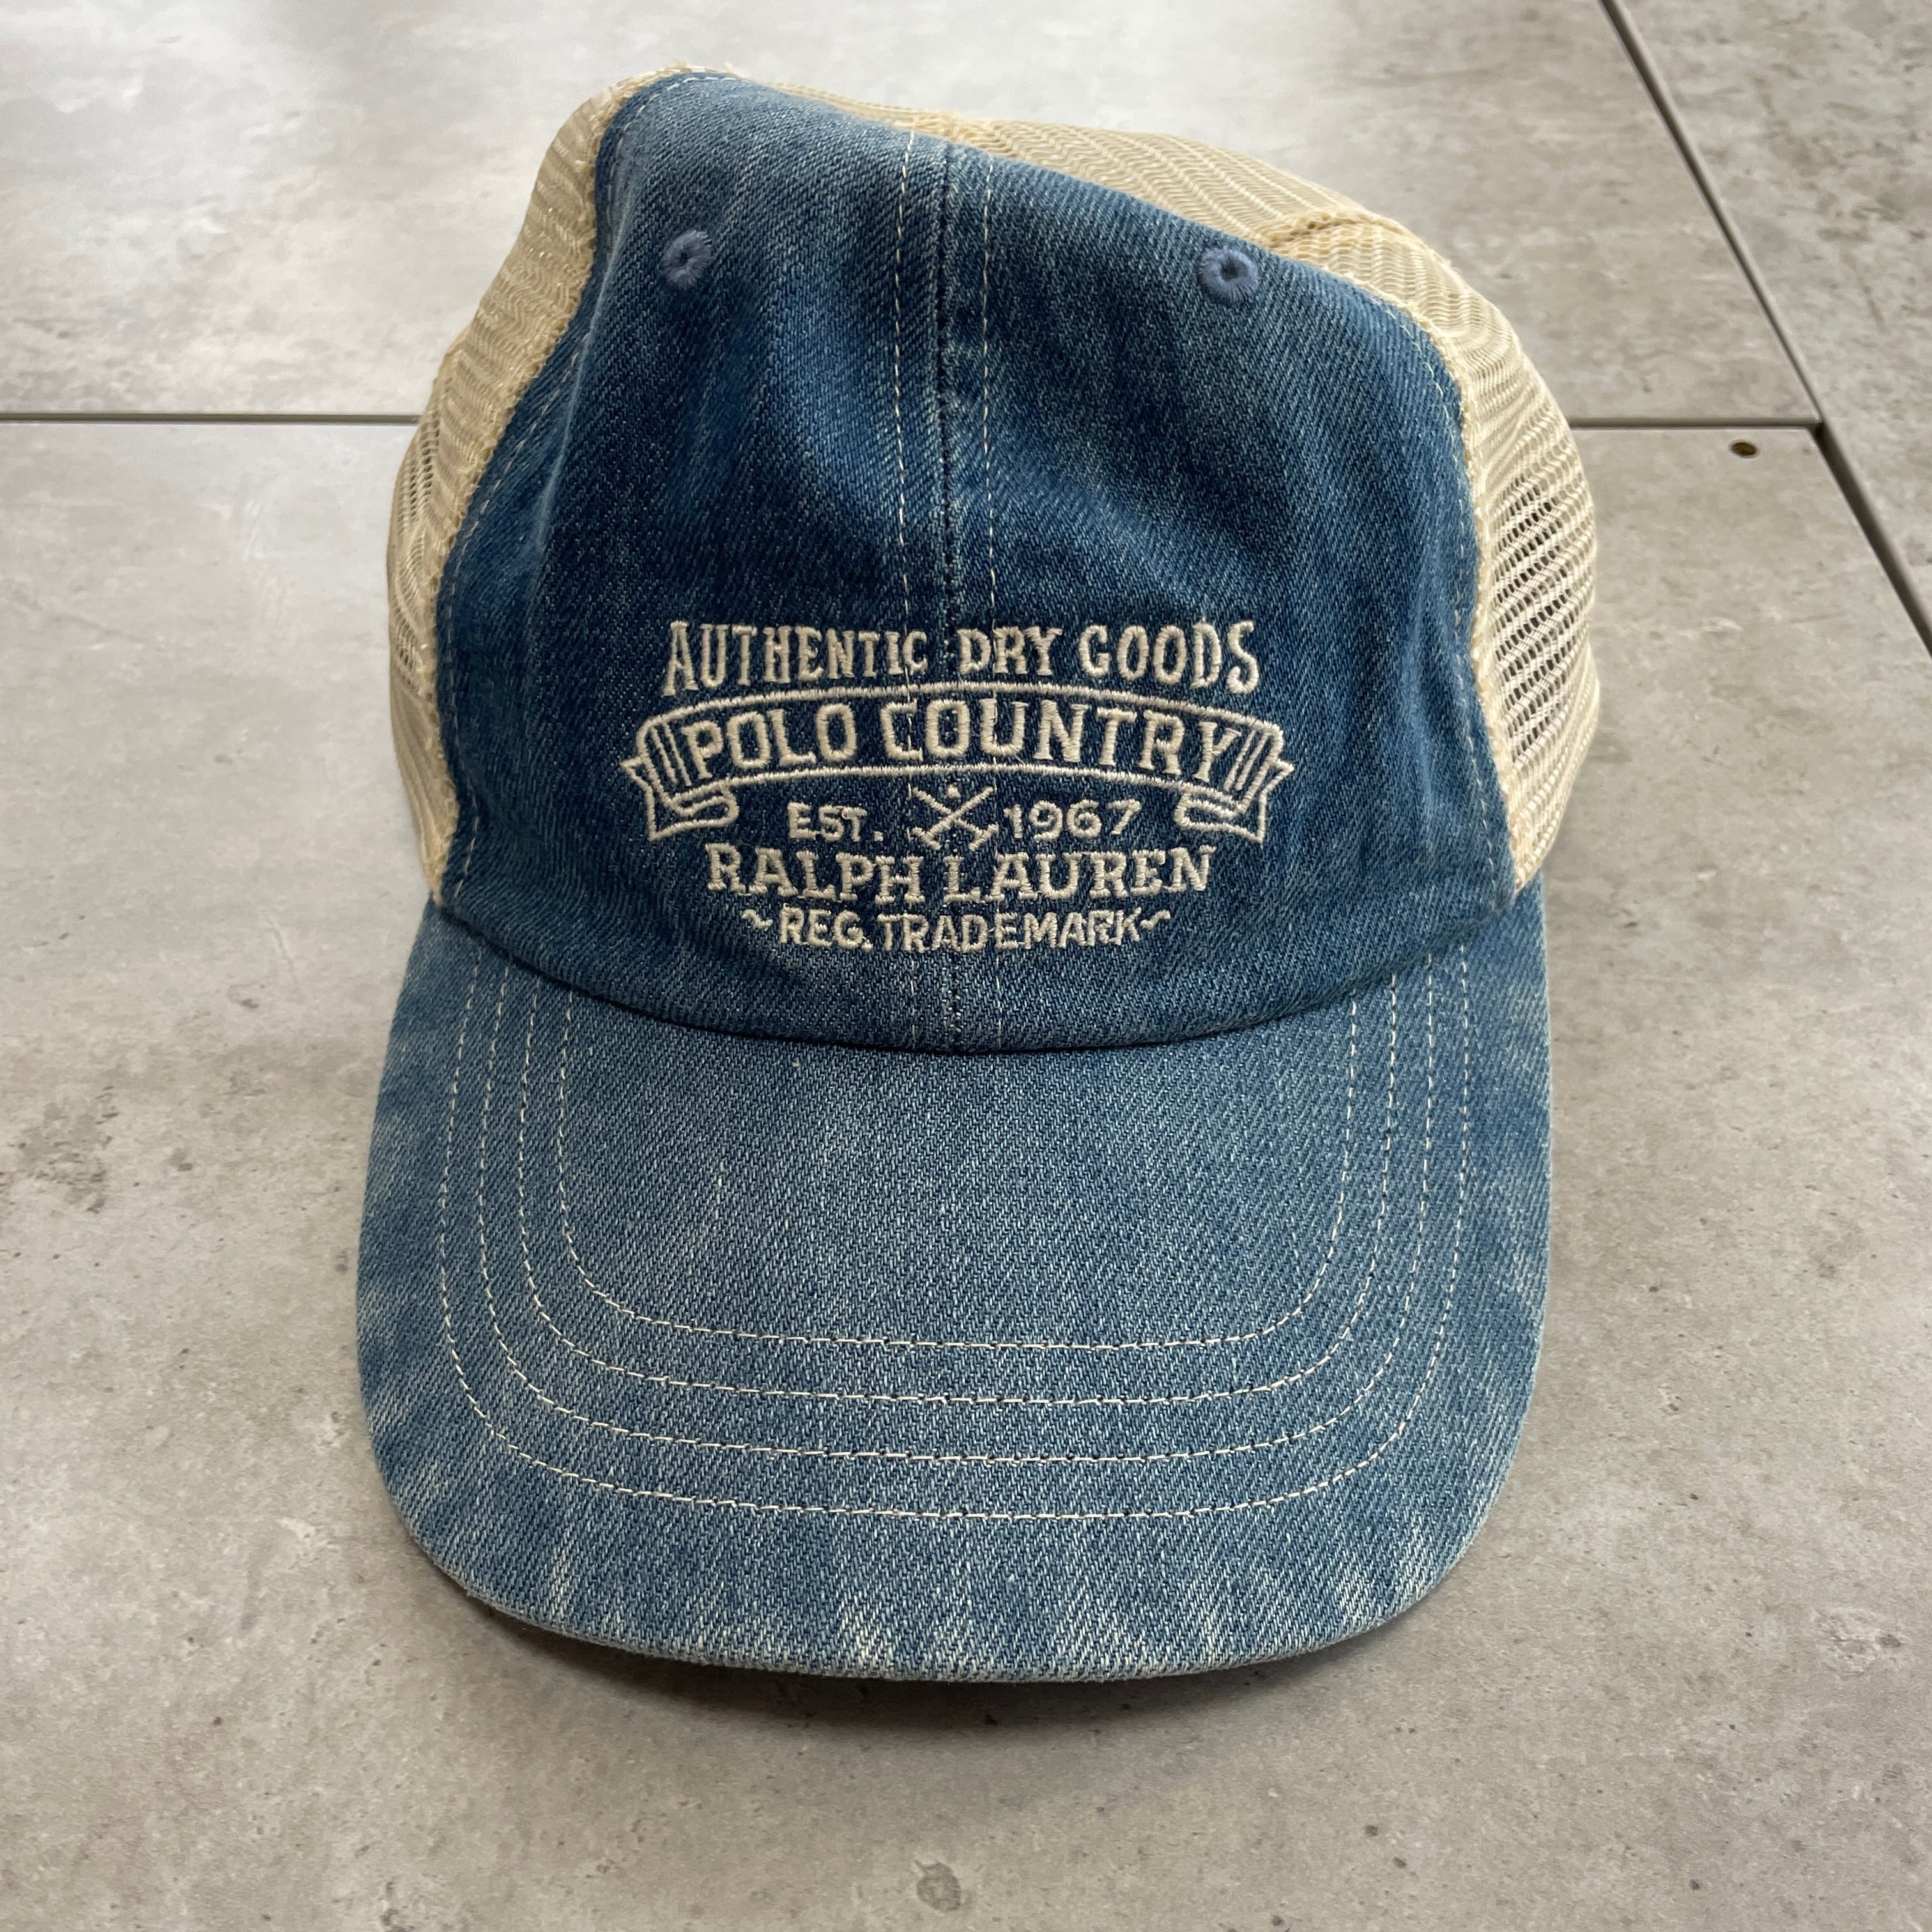 AUTHENTIC DRY GOODS
POLO COUNTRY
EST. 1967
RALPH LAUREN
~REG. TRADEMARK~